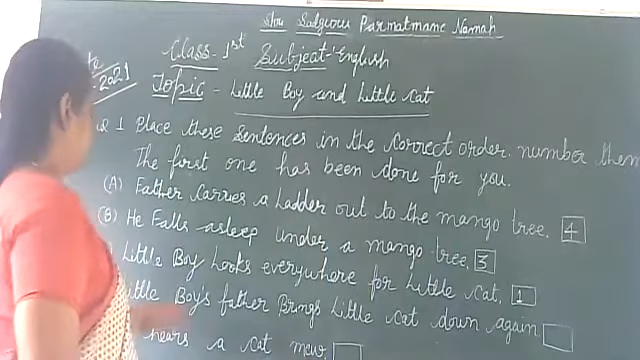 Shri Sadguru Parmatmane Namah
Class - 1st Subject - English
2021
Topic - Little Boy and Little Cat
Q 1 Place these sentences in the correct order. number them
The first one has been done for you.
(A) Father carries a ladder out to the mango tree. 4
(B) He Falls asleep under a mango tree. 3
Little Boy Looks everywhere for Little Cat. 1
Little Boy's father Brings Little Cat down again
hears a cat mew